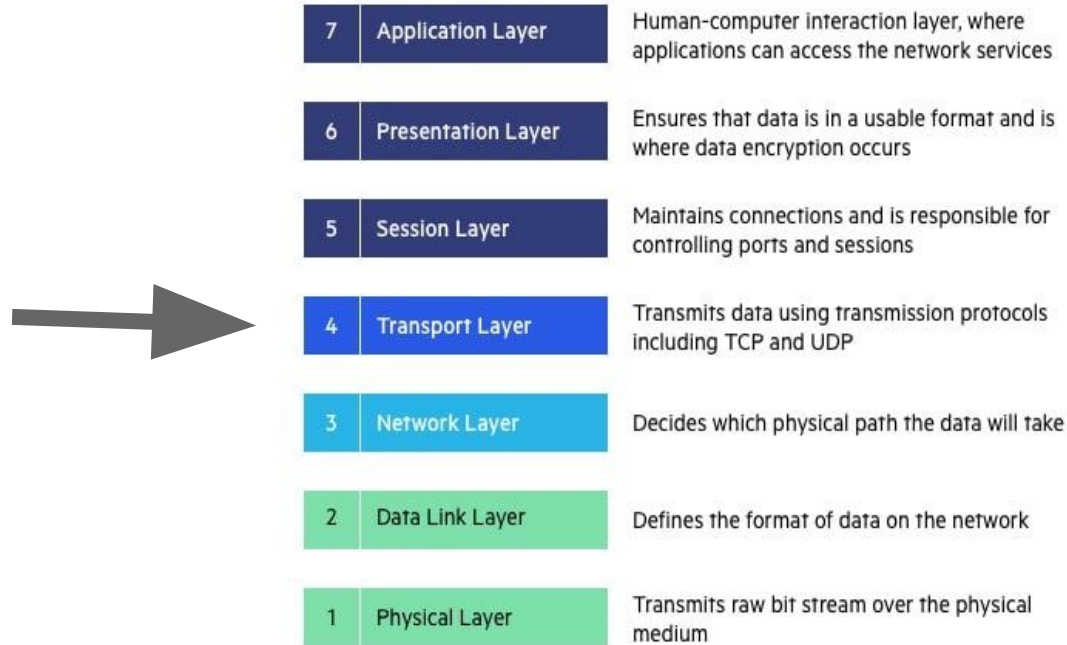 7 Application Layer
Human-computer interaction layer, where
applications can access the network services
6 Presentation Layer
Ensures that data is in a usable format and is
where data encryption occurs
5 Session Layer
Maintains connections and is responsible for
controlling ports and sessions
4 Transport Layer
Transmits data using transmission protocols
including TCP and UDP
3 Network Layer
Decides which physical path the data will take
2 Data Link Layer
Defines the format of data on the network
1 Physical Layer
Transmits raw bit stream over the physical
medium